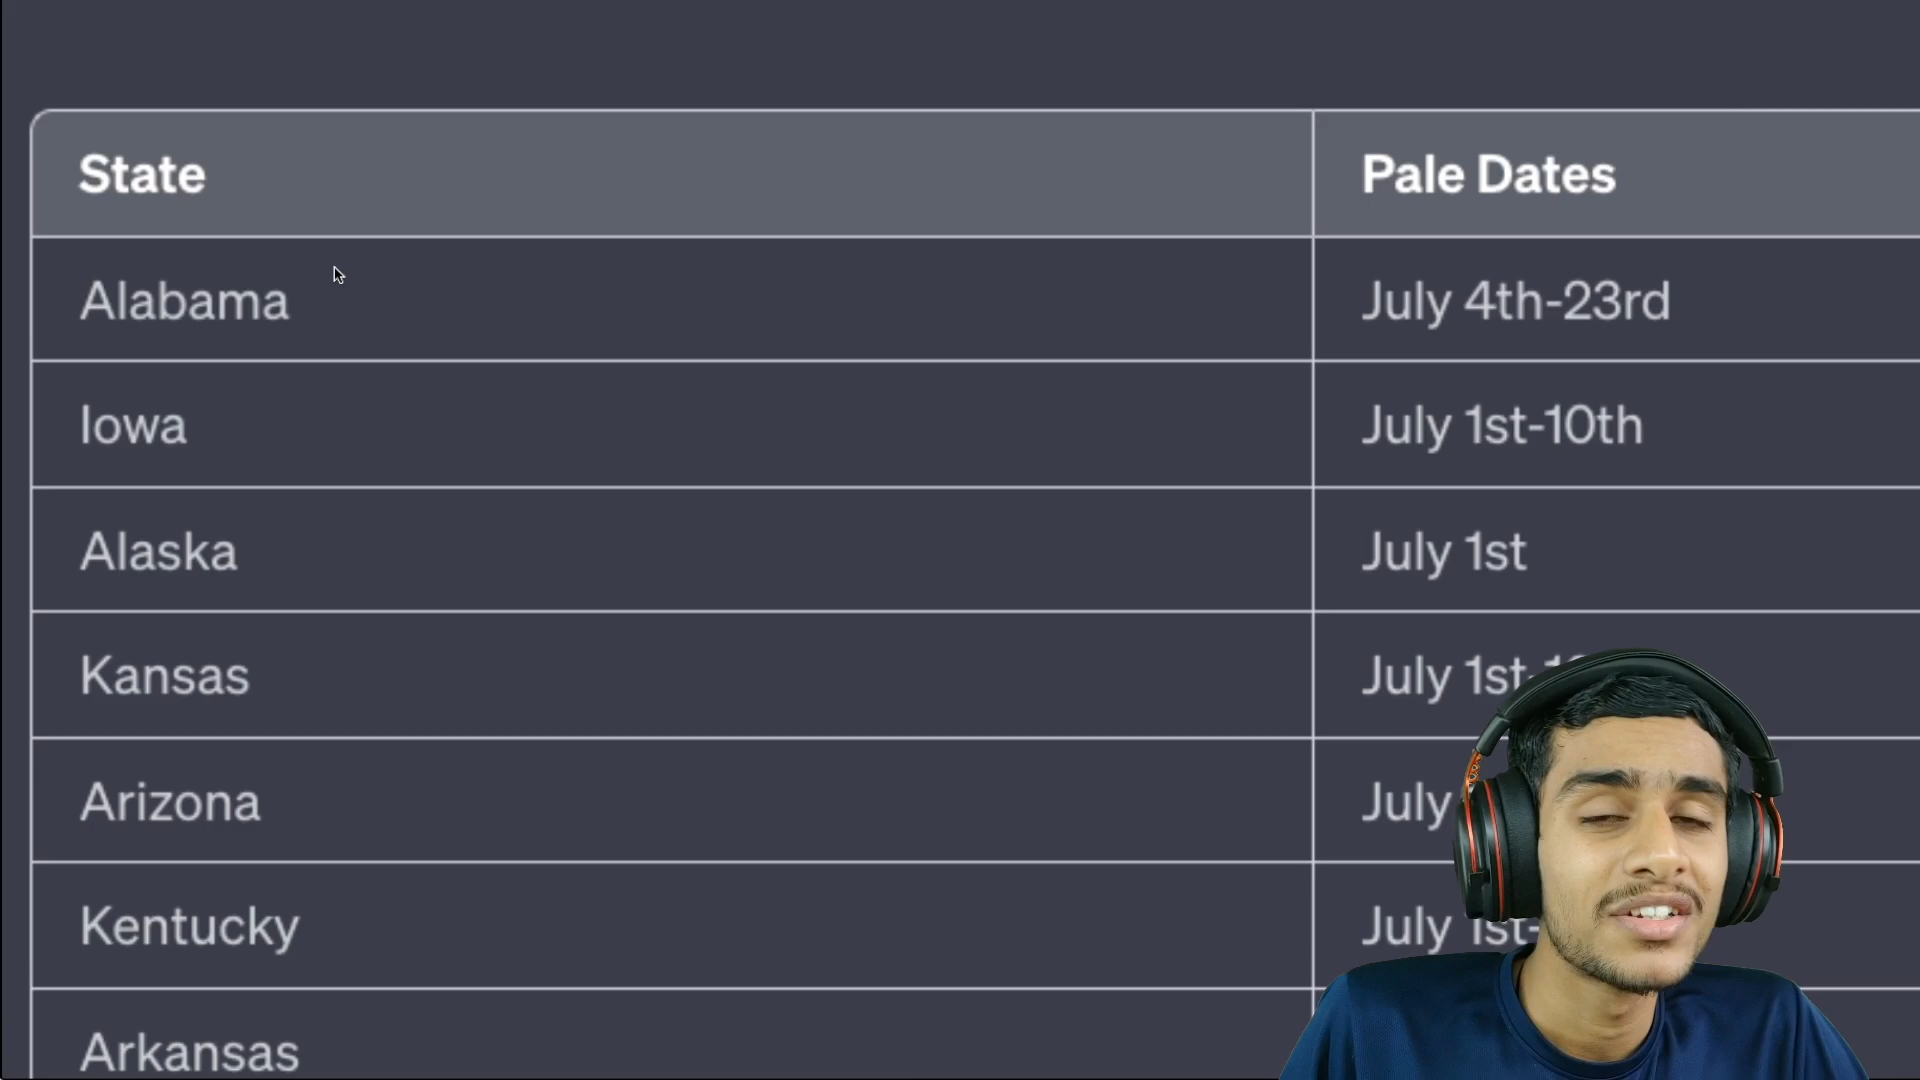 State Pale Dates
Alabama July 4th-23rd
Iowa July 1st-10th
Alaska July 1st
Kansas July 1st-
Arizona July
Kentucky July 1st-
Arkansas